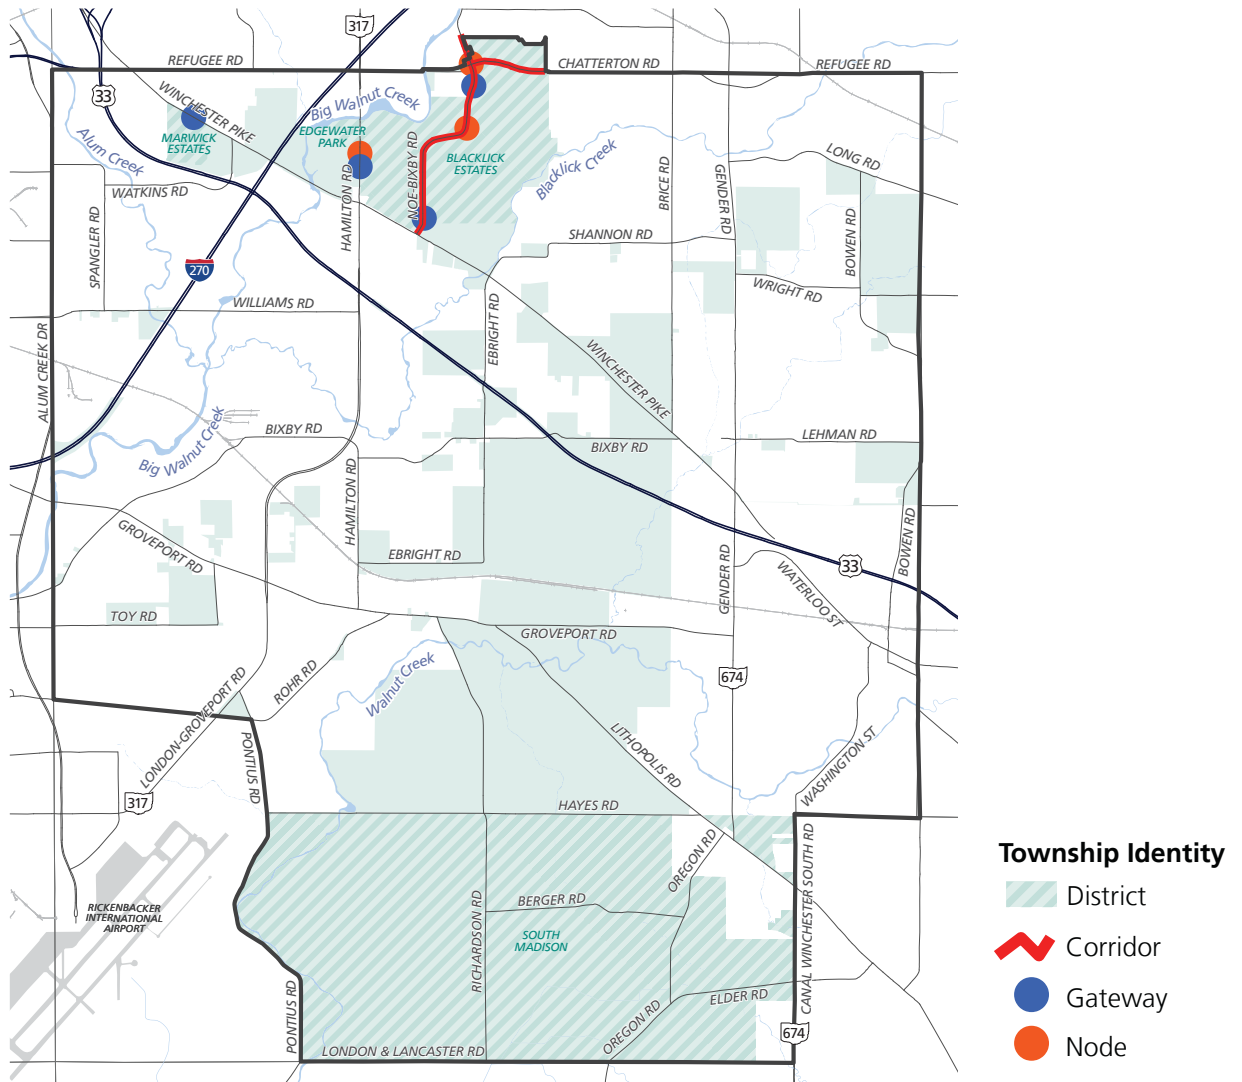 317
REFUGEE RD
CHATTERTON RD
REFUGEE RD
33
WINCHESTER PIKE
Big Walnut Creek
MARWICK
ESTATES
EDGEWATER
PARK
Alum Creek
NOE-BIXBY RD
BLACKLICK
ESTATES
Blacklick Creek
BRICE RD
GENDER RD
LONG RD
WATKINS RD
SPANGLER RD
HAMILTON RD
SHANNON RD
BOWEN RD
270
WRIGHT RD
WILLIAMS RD
EBRIGHT RD
ALUM CREEK DR
WINCHESTER PIKE
Big Walnut Creek
BIXBY RD
BIXBY RD
LEHMAN RD
HAMILTON RD
GROVEPORT RD
EBRIGHT RD
GENDER RD
33
BOWEN RD
WATERLOO ST
TOY RD
GROVEPORT RD
Walnut Creek
ROHR RD
674
LONDON-GROVEPORT RD
PONTIUS RD
LITHOPOLIS RD
WASHINGTON ST
317
HAYES RD
OREGON RD
CANAL WINCHESTER SOUTH RD
RICKENBACKER
INTERNATIONAL
AIRPORT
RICHARDSON RD
BERGER RD
SOUTH
MADISON
PONTIUS RD
OREGON RD
ELDER RD
674
LONDON & LANCASTER RD
Township Identity
District
Corridor
Gateway
Node